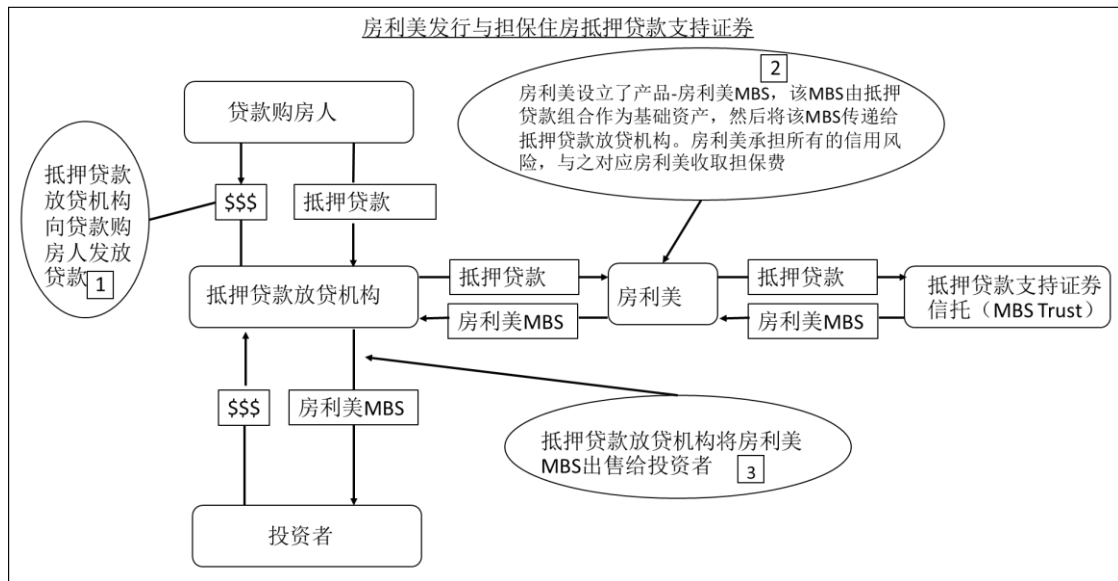 房利美发行与担保住房抵押贷款支持证券
2
房利美设立了产品-房利美MBS，该MBS由抵押
贷款组合作为基础资产，然后将该MBS传递给
抵押贷款放贷机构。房利美承担所有的信用风
险，与之对应房利美收取担保费
贷款购房人
抵押贷款
放贷机构
向贷款购
房人发放
贷款
1
$$$
抵押贷款
抵押贷款放贷机构
抵押贷款
房利美MBS
房利美
抵押贷款
房利美MBS
抵押贷款支持证券
信托（MBS Trust）
$$$
房利美MBS
抵押贷款放贷机构将房利美
MBS出售给投资者
3
投资者